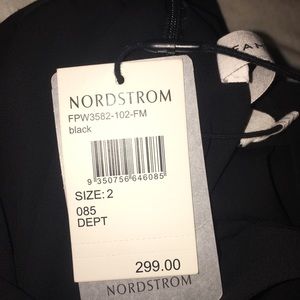 NORDSTROM
FPW3582-102-FM
black
9 350756 646085
SIZE: 2
085
DEPT
299.00
NORDSTROM